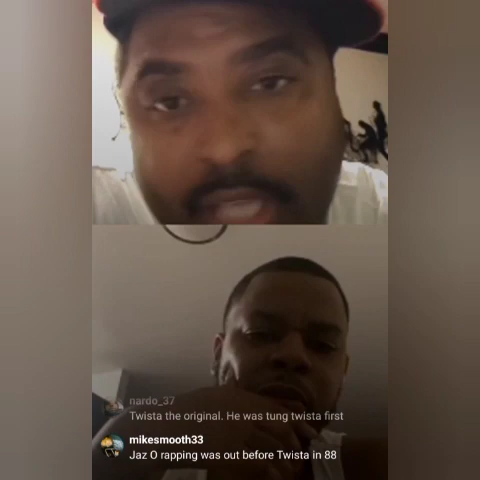 nardo_37
Twista the original. He was tung twista first
mikesmooth33
Jaz O rapping was out before Twista in 88